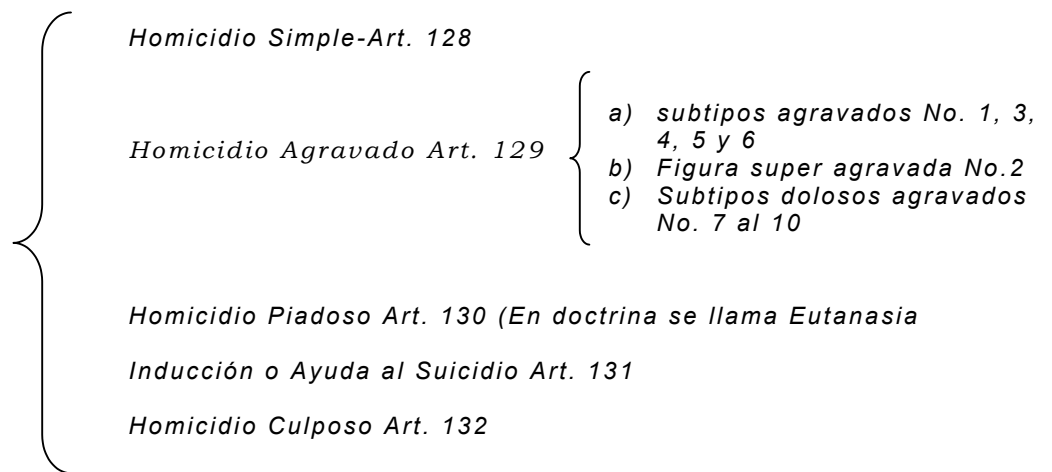 Homicidio Simple-Art. 128
Homicidio Agravado Art. 129
a) subtipos agravados No. 1, 3,
4, 5 y 6
b) Figura super agravada No.2
c) Subtipos dolosos agravados
No. 7 al 10
Homicidio Piadoso Art. 130 (En doctrina se llama Eutanasia
Inducción o Ayuda al Suicidio Art. 131
Homicidio Culposo Art. 132